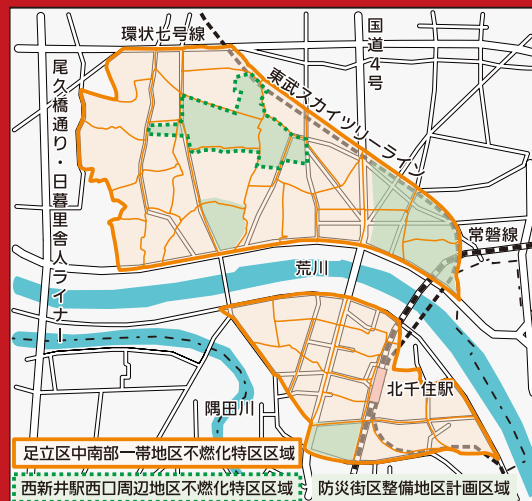 環状七号線
国道4号
尾久橋通り・日暮里舎人ライナー
東武スカイツリーライン
常磐線
荒川
北千住駅
隅田川
足立区中南部一帯地区不燃化特区区域
西新井駅西口周辺地区不燃化特区区域
防災街区整備地区計画区域